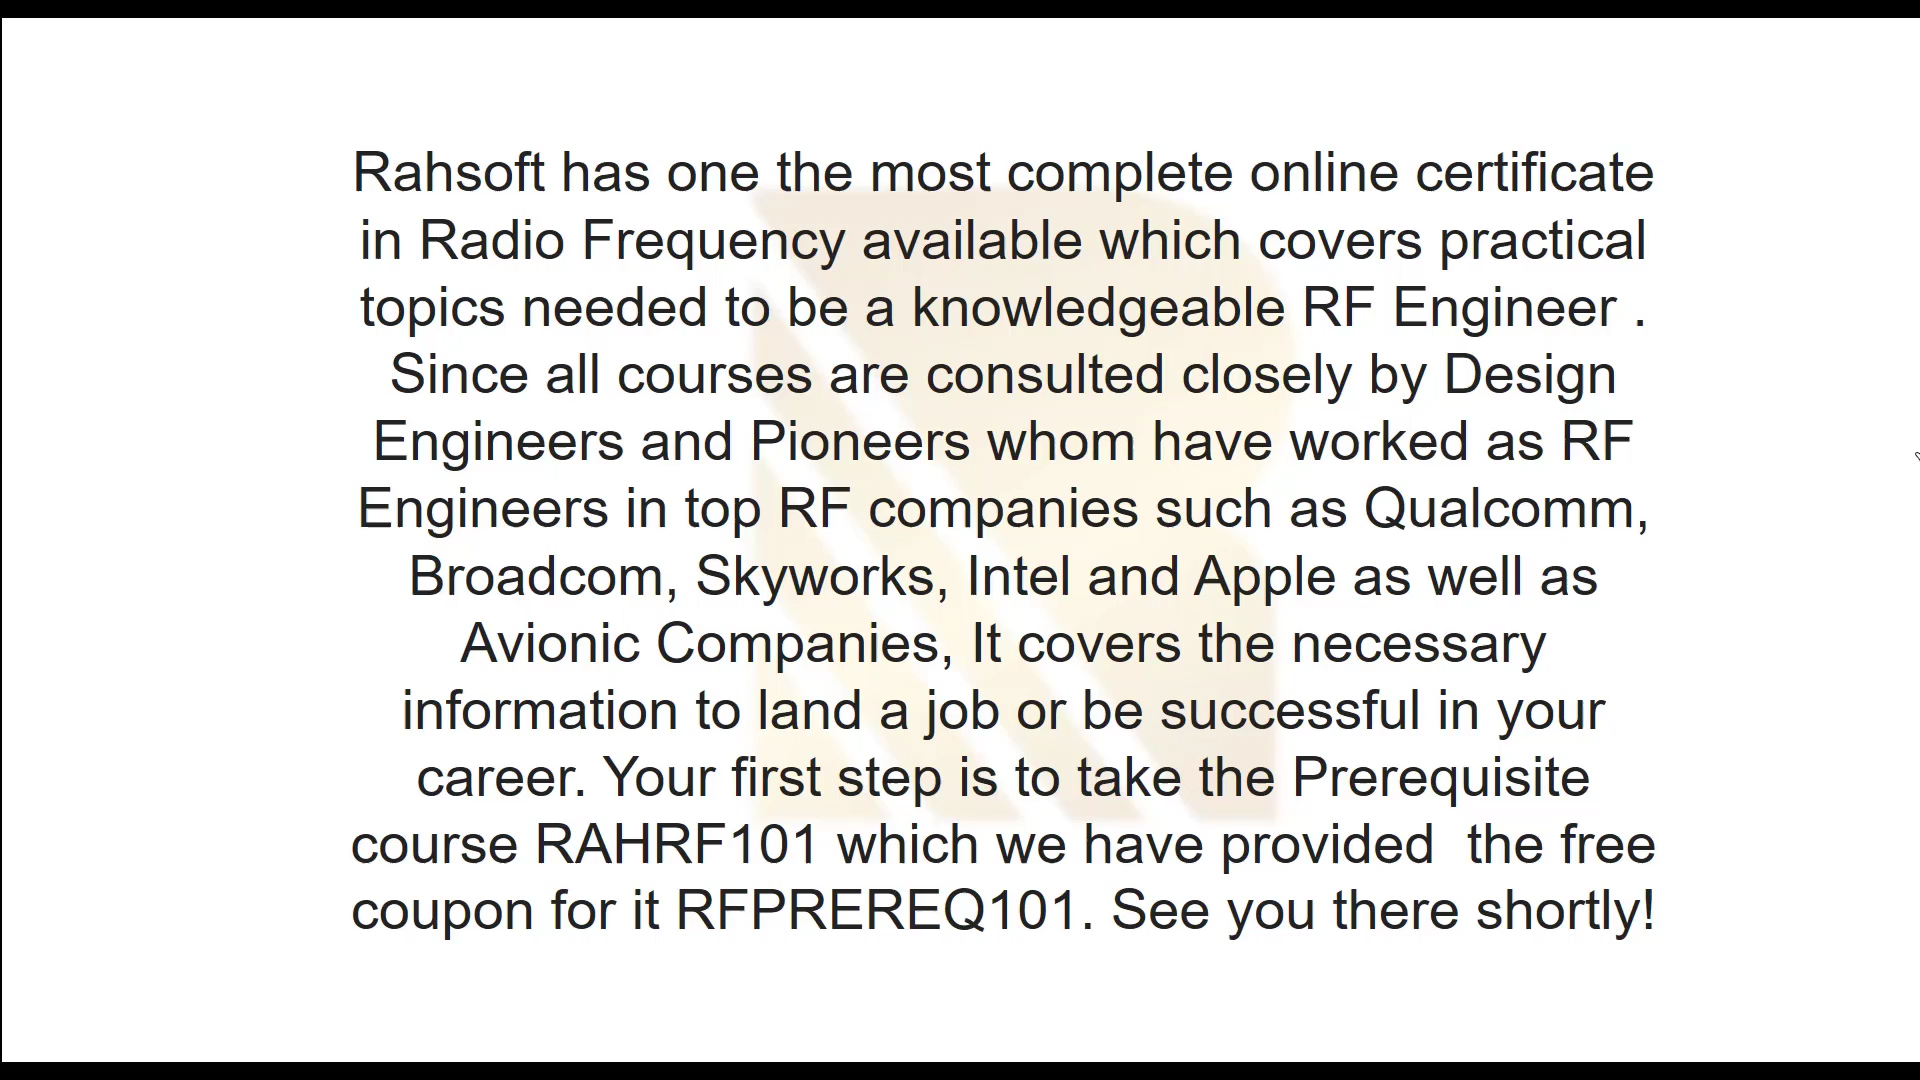 Rahsoft has one the most complete online certificate
in Radio Frequency available which covers practical
topics needed to be a knowledgeable RF Engineer .
Since all courses are consulted closely by Design
Engineers and Pioneers whom have worked as RF
Engineers in top RF companies such as Qualcomm,
Broadcom, Skyworks, Intel and Apple as well as
Avionic Companies, It covers the necessary
information to land a job or be successful in your
career. Your first step is to take the Prerequisite
course RAHRF101 which we have provided  the free
coupon for it RFPREREQ101. See you there shortly!